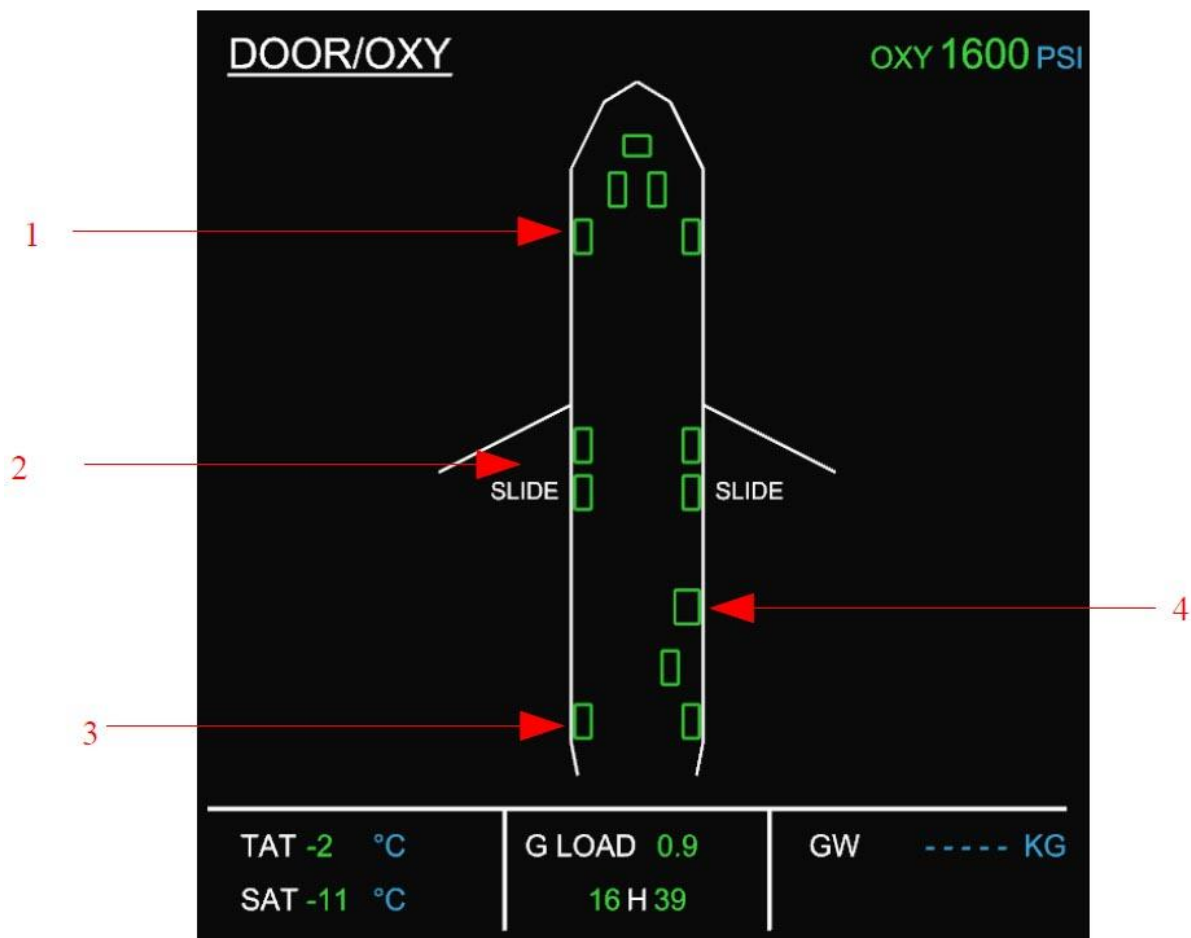 DOOR/OXY
OXY 1600 PSI
1
2
SLIDE SLIDE
4
3
TAT -2 °C G LOAD 0.9 GW - - - - - KG
SAT -11 °C 16 H 39